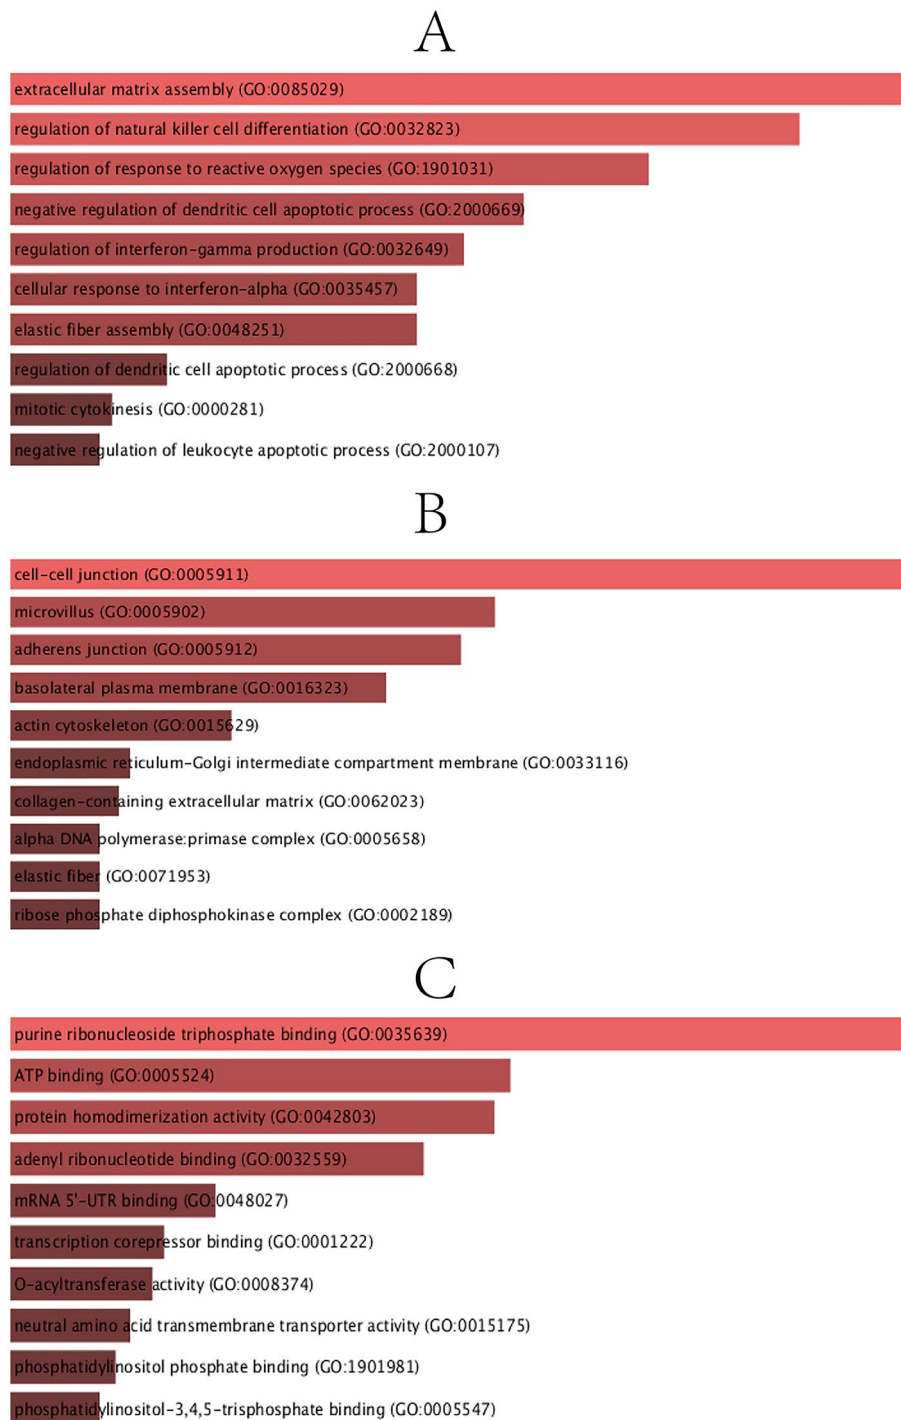 A
extracellular matrix assembly (GO:0085029)
regulation of natural killer cell differentiation (GO:0032823)
regulation of response to reactive oxygen species (GO:1901031)
negative regulation of dendritic cell apoptotic process (GO:2000669)
regulation of interferon-gamma production (GO:0032649)
cellular response to interferon-alpha (GO:0035457)
elastic fiber assembly (GO:0048251)
regulation of dendritic cell apoptotic process (GO:2000668)
mitotic cytokinesis (GO:0000281)
negative regulation of leukocyte apoptotic process (GO:2000107)
B
cell-cell junction (GO:0005911)
microvillus (GO:0005902)
adherens junction (GO:0005912)
basolateral plasma membrane (GO:0016323)
actin cytoskeleton (GO:0015629)
endoplasmic reticulum-Golgi intermediate compartment membrane (GO:0033116)
collagen-containing extracellular matrix (GO:0062023)
alpha DNA polymerase:primase complex (GO:0005658)
elastic fiber (GO:0071953)
ribose phosphate diphosphokinase complex (GO:0002189)
C
purine ribonucleoside triphosphate binding (GO:0035639)
ATP binding (GO:0005524)
protein homodimerization activity (GO:0042803)
adenyl ribonucleotide binding (GO:0032559)
mRNA 5'-UTR binding (GO:0048027)
transcription corepressor binding (GO:0001222)
O-acyltransferase activity (GO:0008374)
neutral amino acid transmembrane transporter activity (GO:0015175)
phosphatidylinositol phosphate binding (GO:1901981)
phosphatidylinositol-3,4,5-trisphosphate binding (GO:0005547)